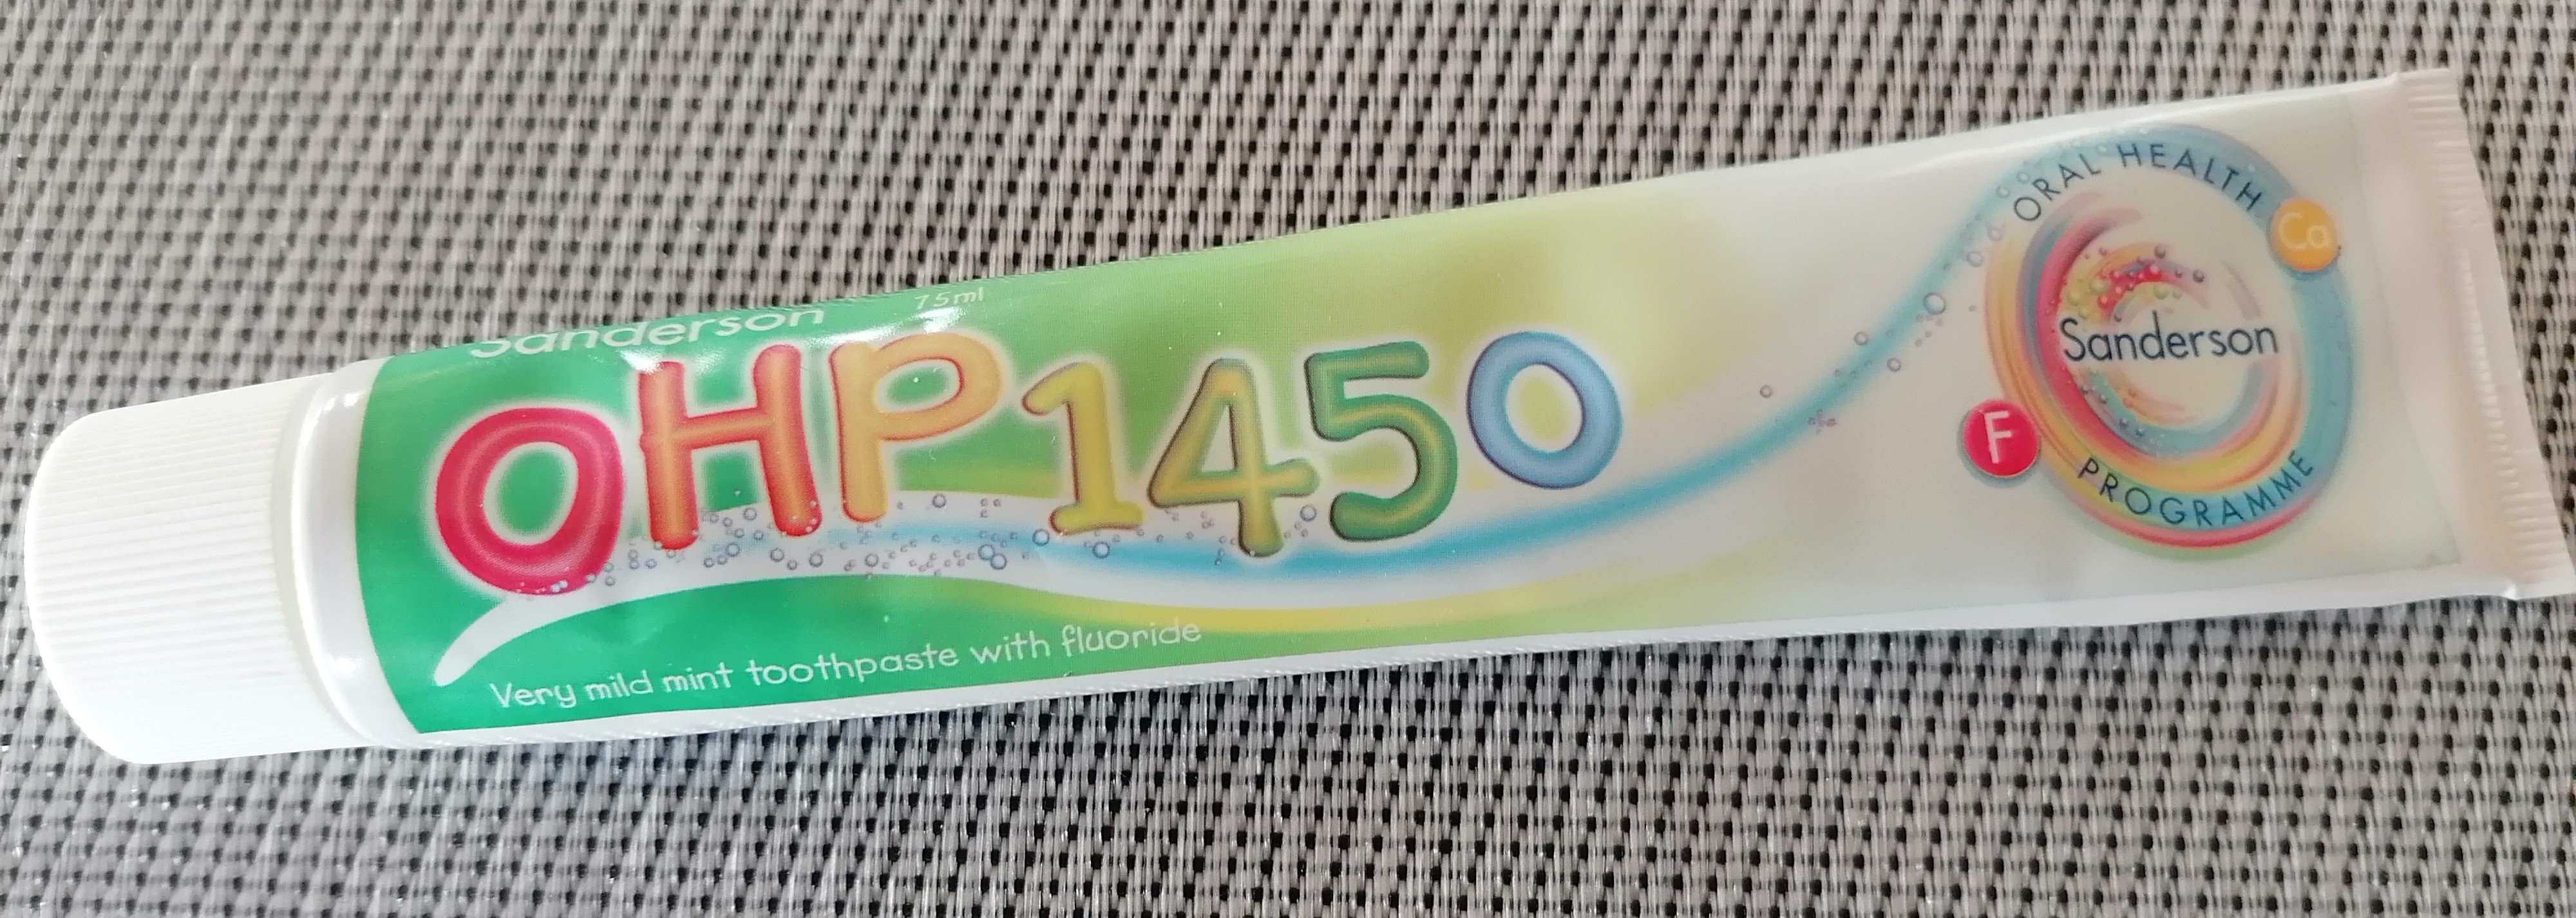 Sanderson 75ml
OHP1450
Very mild mint toothpaste with fluoride
ORAL HEALTH
Ca
Sanderson
F
PROGRAMME